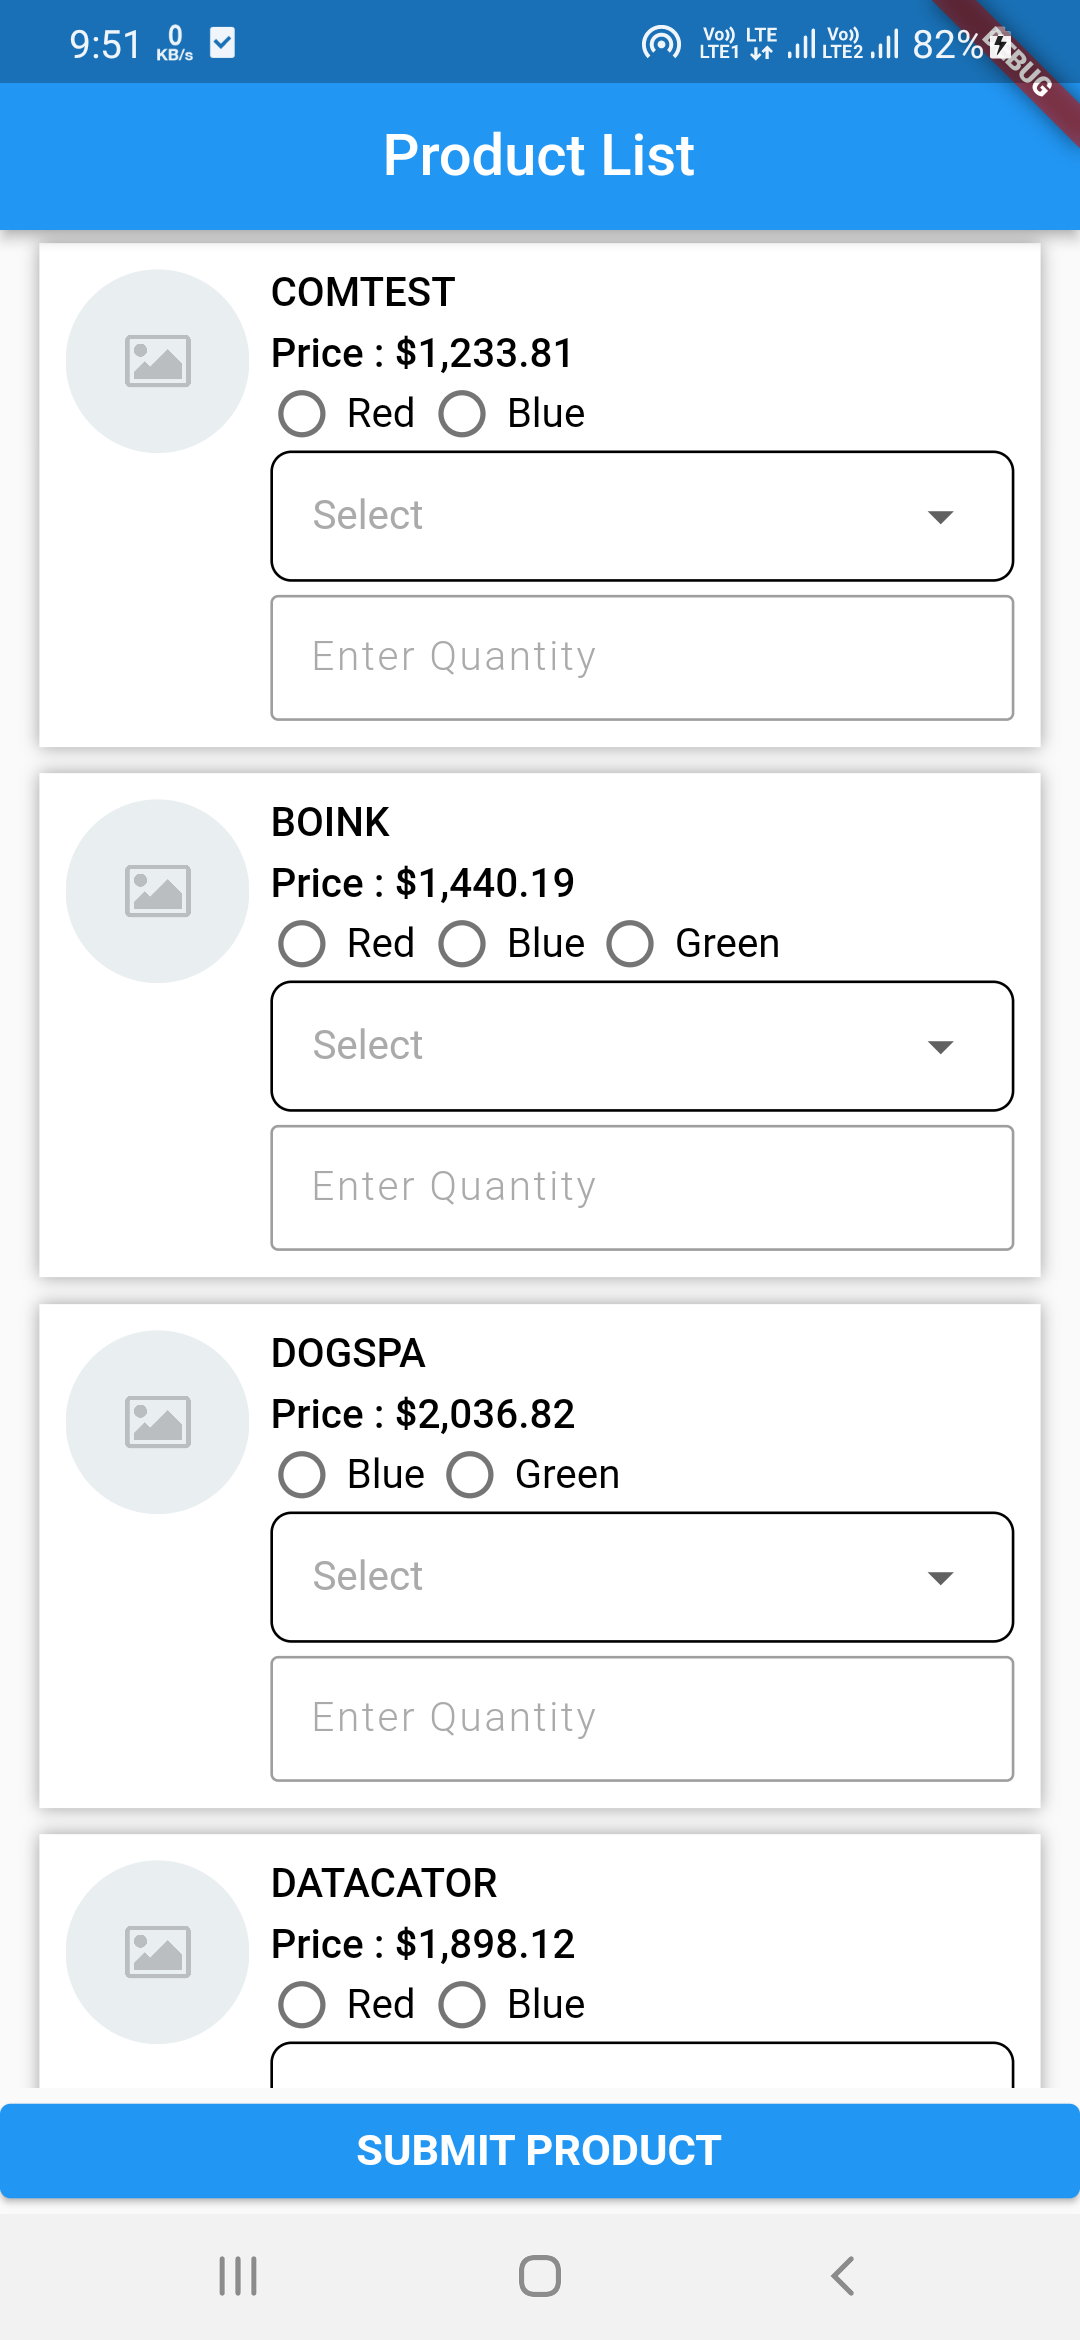 9:51 0 KB/s Vo)) LTE1 LTE Vo)) LTE2 82%
DEBUG
Product List
COMTEST
Price : $1,233.81
Red Blue
Select
Enter Quantity
BOINK
Price : $1,440.19
Red Blue Green
Select
Enter Quantity
DOGSPA
Price : $2,036.82
Blue Green
Select
Enter Quantity
DATACATOR
Price : $1,898.12
Red Blue
SUBMIT PRODUCT